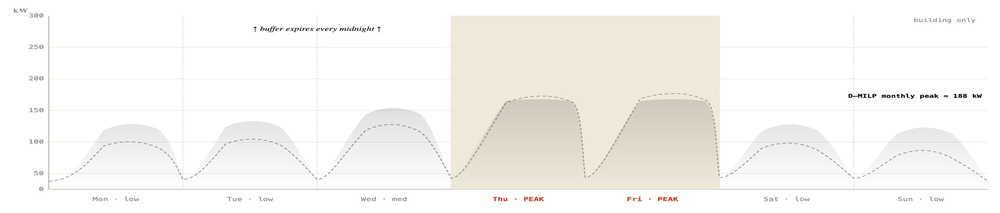 kW
300
building only
↑ buffer expires every midnight ↑
250
200
D–MILP monthly peak ≈ 188 kW
150
100
50
0
Mon · low
Tue · low
Wed · med
Thu · PEAK
Fri · PEAK
Sat · low
Sun · low